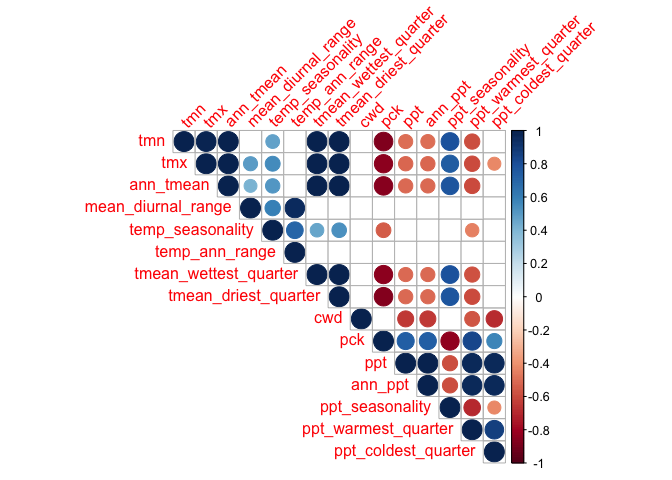 tmn
tmx
ann_tmean
mean_diurnal_range
temp_seasonality
temp_ann_range
tmean_wettest_quarter
tmean_driest_quarter
cwd
pck
ppt
ann_ppt
ppt_seasonality
ppt_warmest_quarter
ppt_coldest_quarter
tmn
tmx
ann_tmean
mean_diurnal_range
temp_seasonality
temp_ann_range
tmean_wettest_quarter
tmean_driest_quarter
cwd
pck
ppt
ann_ppt
ppt_seasonality
ppt_warmest_quarter
ppt_coldest_quarter
1
0.8
0.6
0.4
0.2
0
-0.2
-0.4
-0.6
-0.8
-1